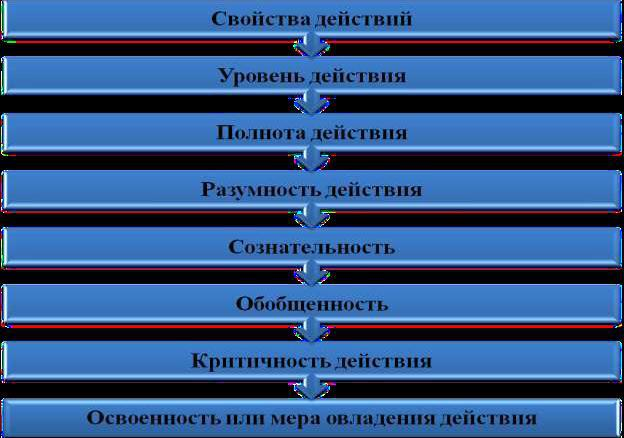 Свойства действий
Уровень действия
Полнота действия
Разумность действия
Сознательность
Обобщенность
Критичность действия
Освоенность или мера овладения действия